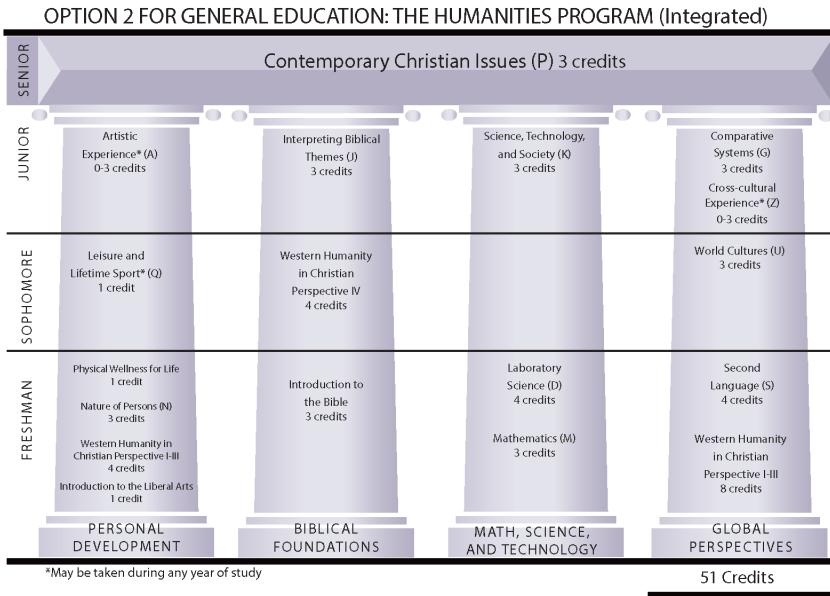 OPTION 2 FOR GENERAL EDUCATION: THE HUMANITIES PROGRAM (Integrated)
SENIOR
Contemporary Christian Issues (P) 3 credits
JUNIOR
Artistic
Experience* (A)
0-3 credits
Interpreting Biblical
Themes (J)
3 credits
Science, Technology,
and Society (K)
3 credits
Comparative
Systems (G)
3 credits
Cross-cultural
Experience* (Z)
0-3 credits
SOPHOMORE
Leisure and
Lifetime Sport* (Q)
1 credit
Western Humanity
in Christian
Perspective IV
4 credits
World Cultures (U)
3 credits
FRESHMAN
Physical Wellness for Life
1 credit
Nature of Persons (N)
3 credits
Western Humanity in
Christian Perspective I-III
4 credits
Introduction to the Liberal Arts
1 credit
Introduction to
the Bible
3 credits
Laboratory
Science (D)
4 credits
Mathematics (M)
3 credits
Second
Language (S)
4 credits
Western Humanity
in Christian
Perspective I-III
8 credits
PERSONAL
DEVELOPMENT
BIBLICAL
FOUNDATIONS
MATH, SCIENCE,
AND TECHNOLOGY
GLOBAL
PERSPECTIVES
*May be taken during any year of study
51 Credits